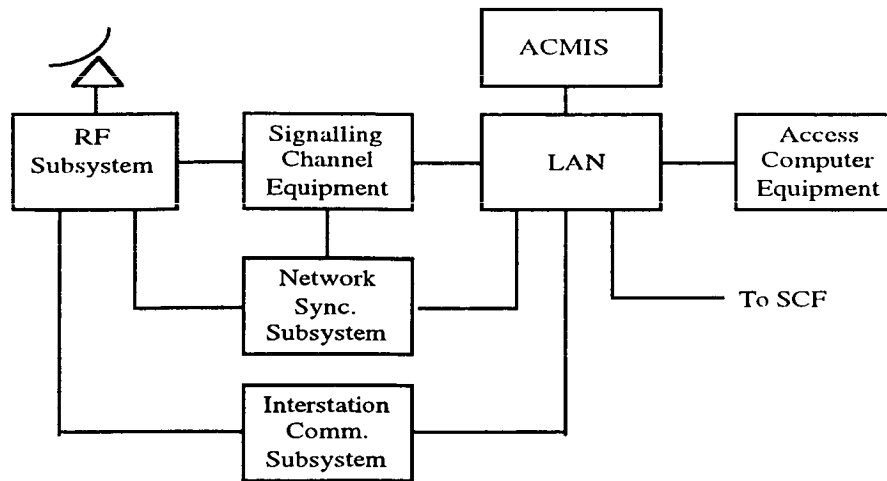 ACMIS
RF
Subsystem
Signalling
Channel
Equipment
LAN
Access
Computer
Equipment
Network
Sync.
Subsystem
To SCF
Interstation
Comm.
Subsystem